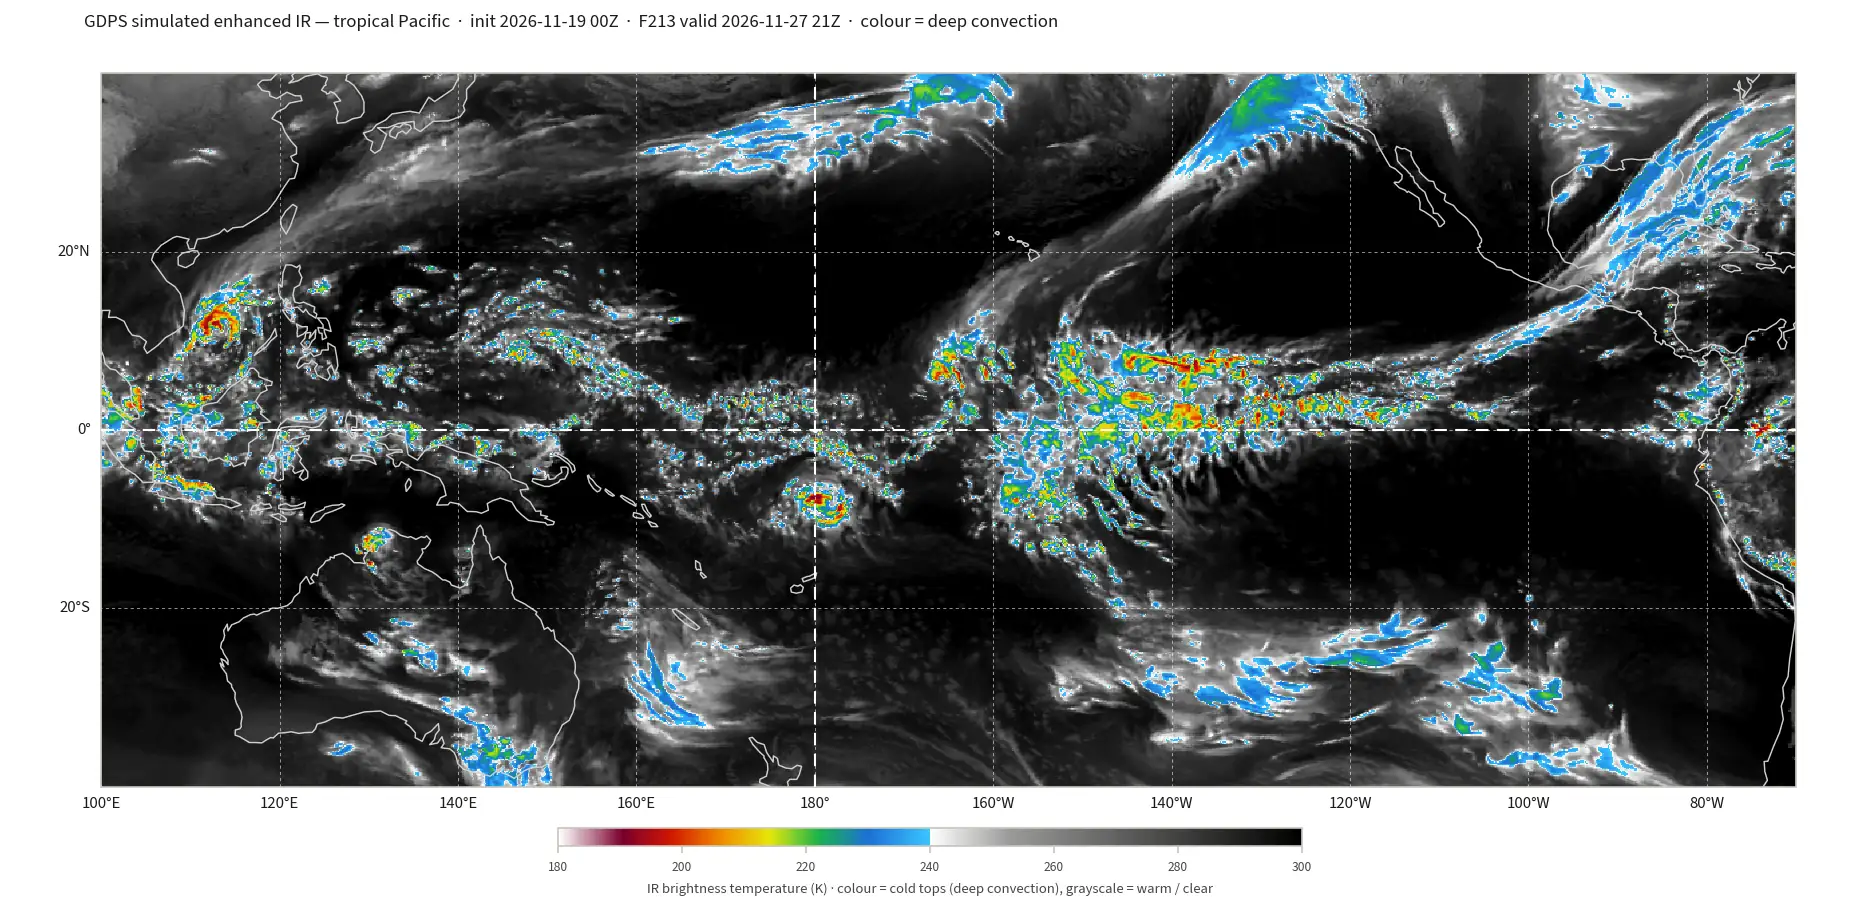 GDPS simulated enhanced IR — tropical Pacific · init 2026-11-19 00Z · F213 valid 2026-11-27 21Z · colour = deep convection
20°N
0°
20°S
100°E 120°E 140°E 160°E 180° 160°W 140°W 120°W 100°W 80°W
180 200 220 240 260 280 300
IR brightness temperature (K) · colour = cold tops (deep convection), grayscale = warm / clear